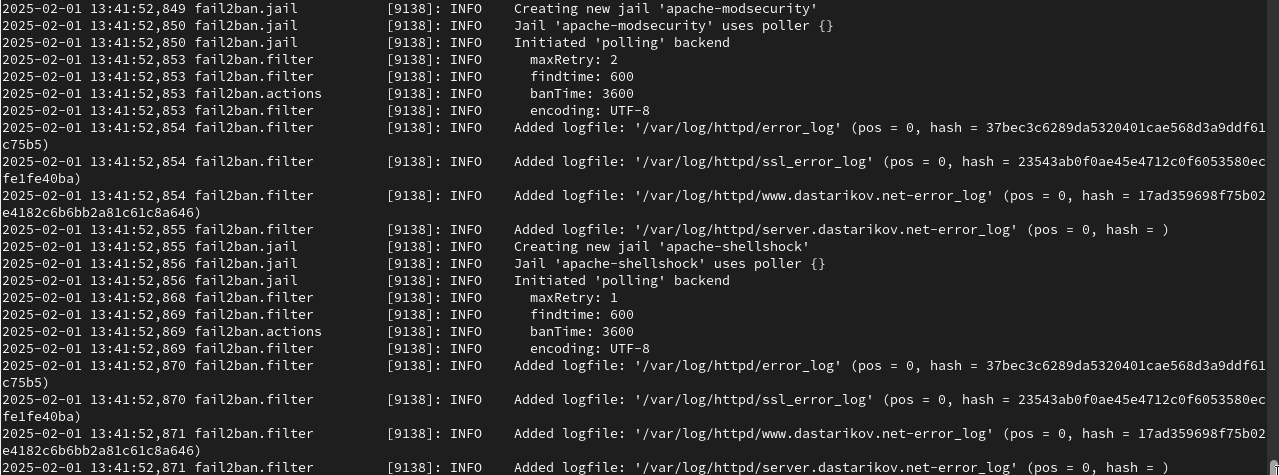 2025-02-01 13:41:52,849 fail2ban.jail           [9138]: INFO    Creating new jail 'apache-modsecurity'
2025-02-01 13:41:52,850 fail2ban.jail           [9138]: INFO    Jail 'apache-modsecurity' uses poller {}
2025-02-01 13:41:52,850 fail2ban.jail           [9138]: INFO    Initiated 'polling' backend
2025-02-01 13:41:52,853 fail2ban.filter         [9138]: INFO      maxRetry: 2
2025-02-01 13:41:52,853 fail2ban.filter         [9138]: INFO      findtime: 600
2025-02-01 13:41:52,853 fail2ban.actions        [9138]: INFO      banTime: 3600
2025-02-01 13:41:52,853 fail2ban.filter         [9138]: INFO      encoding: UTF-8
2025-02-01 13:41:52,854 fail2ban.filter         [9138]: INFO    Added logfile: '/var/log/httpd/error_log' (pos = 0, hash = 37bec3c6289da5320401cae568d3a9ddf61
c75b5)
2025-02-01 13:41:52,854 fail2ban.filter         [9138]: INFO    Added logfile: '/var/log/httpd/ssl_error_log' (pos = 0, hash = 23543ab0f0ae45e4712c0f6053580ec
fe1fe40ba)
2025-02-01 13:41:52,854 fail2ban.filter         [9138]: INFO    Added logfile: '/var/log/httpd/www.dastarikov.net-error_log' (pos = 0, hash = 17ad359698f75b02
e4182c6b6bb2a81c61c8a646)
2025-02-01 13:41:52,855 fail2ban.filter         [9138]: INFO    Added logfile: '/var/log/httpd/server.dastarikov.net-error_log' (pos = 0, hash = )
2025-02-01 13:41:52,855 fail2ban.jail           [9138]: INFO    Creating new jail 'apache-shellshock'
2025-02-01 13:41:52,856 fail2ban.jail           [9138]: INFO    Jail 'apache-shellshock' uses poller {}
2025-02-01 13:41:52,856 fail2ban.jail           [9138]: INFO    Initiated 'polling' backend
2025-02-01 13:41:52,868 fail2ban.filter         [9138]: INFO      maxRetry: 1
2025-02-01 13:41:52,869 fail2ban.filter         [9138]: INFO      findtime: 600
2025-02-01 13:41:52,869 fail2ban.actions        [9138]: INFO      banTime: 3600
2025-02-01 13:41:52,869 fail2ban.filter         [9138]: INFO      encoding: UTF-8
2025-02-01 13:41:52,870 fail2ban.filter         [9138]: INFO    Added logfile: '/var/log/httpd/error_log' (pos = 0, hash = 37bec3c6289da5320401cae568d3a9ddf61
c75b5)
2025-02-01 13:41:52,870 fail2ban.filter         [9138]: INFO    Added logfile: '/var/log/httpd/ssl_error_log' (pos = 0, hash = 23543ab0f0ae45e4712c0f6053580ec
fe1fe40ba)
2025-02-01 13:41:52,871 fail2ban.filter         [9138]: INFO    Added logfile: '/var/log/httpd/www.dastarikov.net-error_log' (pos = 0, hash = 17ad359698f75b02
e4182c6b6bb2a81c61c8a646)
2025-02-01 13:41:52,871 fail2ban.filter         [9138]: INFO    Added logfile: '/var/log/httpd/server.dastarikov.net-error_log' (pos = 0, hash = )